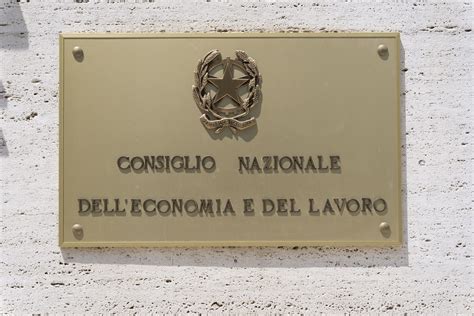 CONSIGLIO NAZIONALE
DELL'ECONOMIA E DEL LAVORO